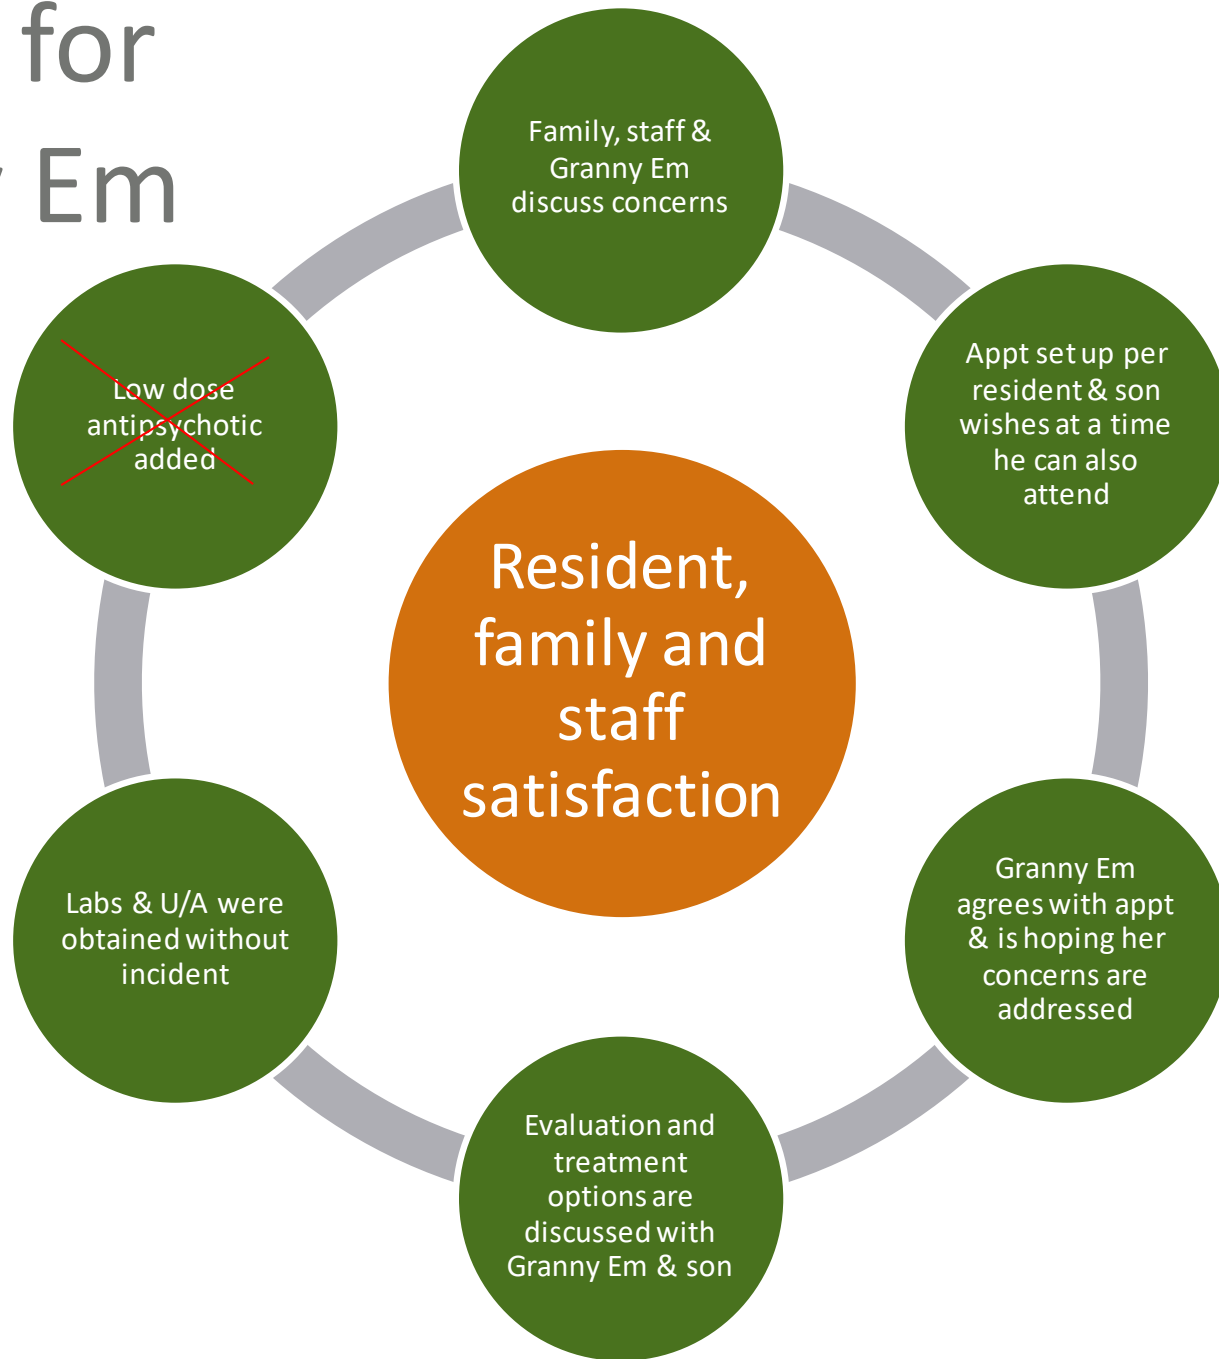 for
Em
Family, staff &
Granny Em
discuss concerns
Appt set up per
resident & son
wishes at a time
he can also
attend
Granny Em
agrees with appt
& is hoping her
concerns are
addressed
Evaluation and
treatment
options are
discussed with
Granny Em & son
Labs & U/A were
obtained without
incident
Low dose
antipsychotic
added
Resident,
family and
staff
satisfaction